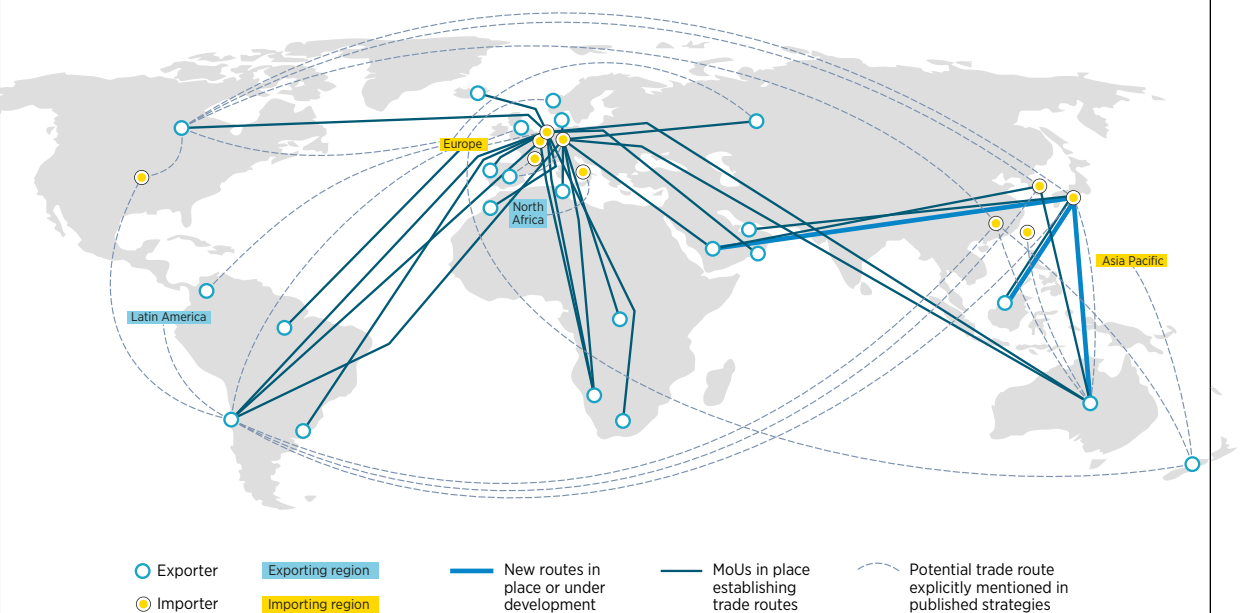 Europe
North
Africa
Asia Pacific
Latin America
Exporter
Importer
Exporting region
Importing region
New routes in
place or under
development
MoUs in place
establishing
trade routes
Potential trade route
explicitly mentioned in
published strategies